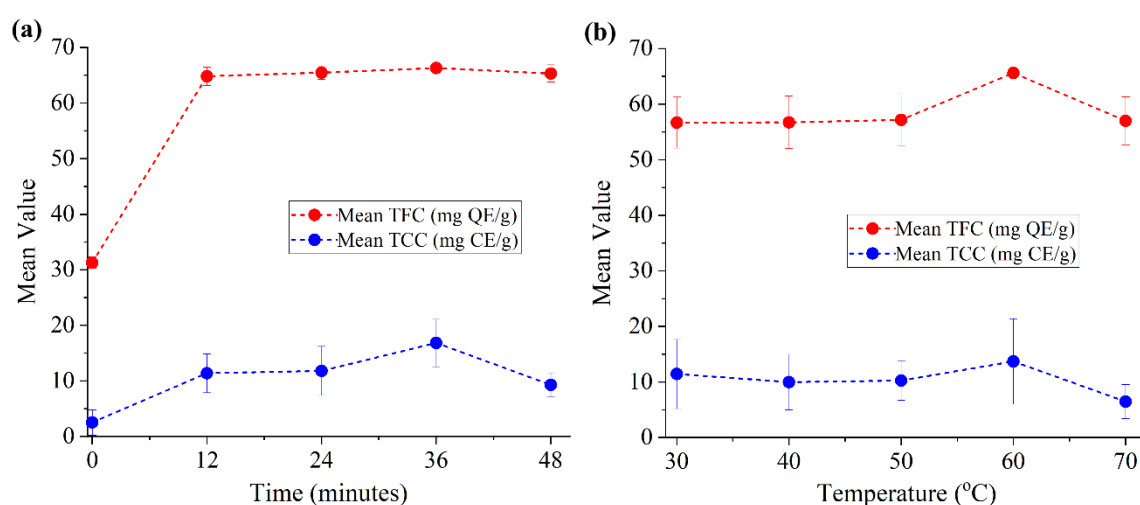 (a)
70
60
50
40
30
20
10
0
Mean Value
Mean TFC (mg QE/g)
Mean TCC (mg CE/g)
0 12 24 36 48
Time (minutes)
(b)
70
60
50
40
30
20
10
0
Mean Value
Mean TFC (mg QE/g)
Mean TCC (mg CE/g)
30 40 50 60 70
Temperature (°C)